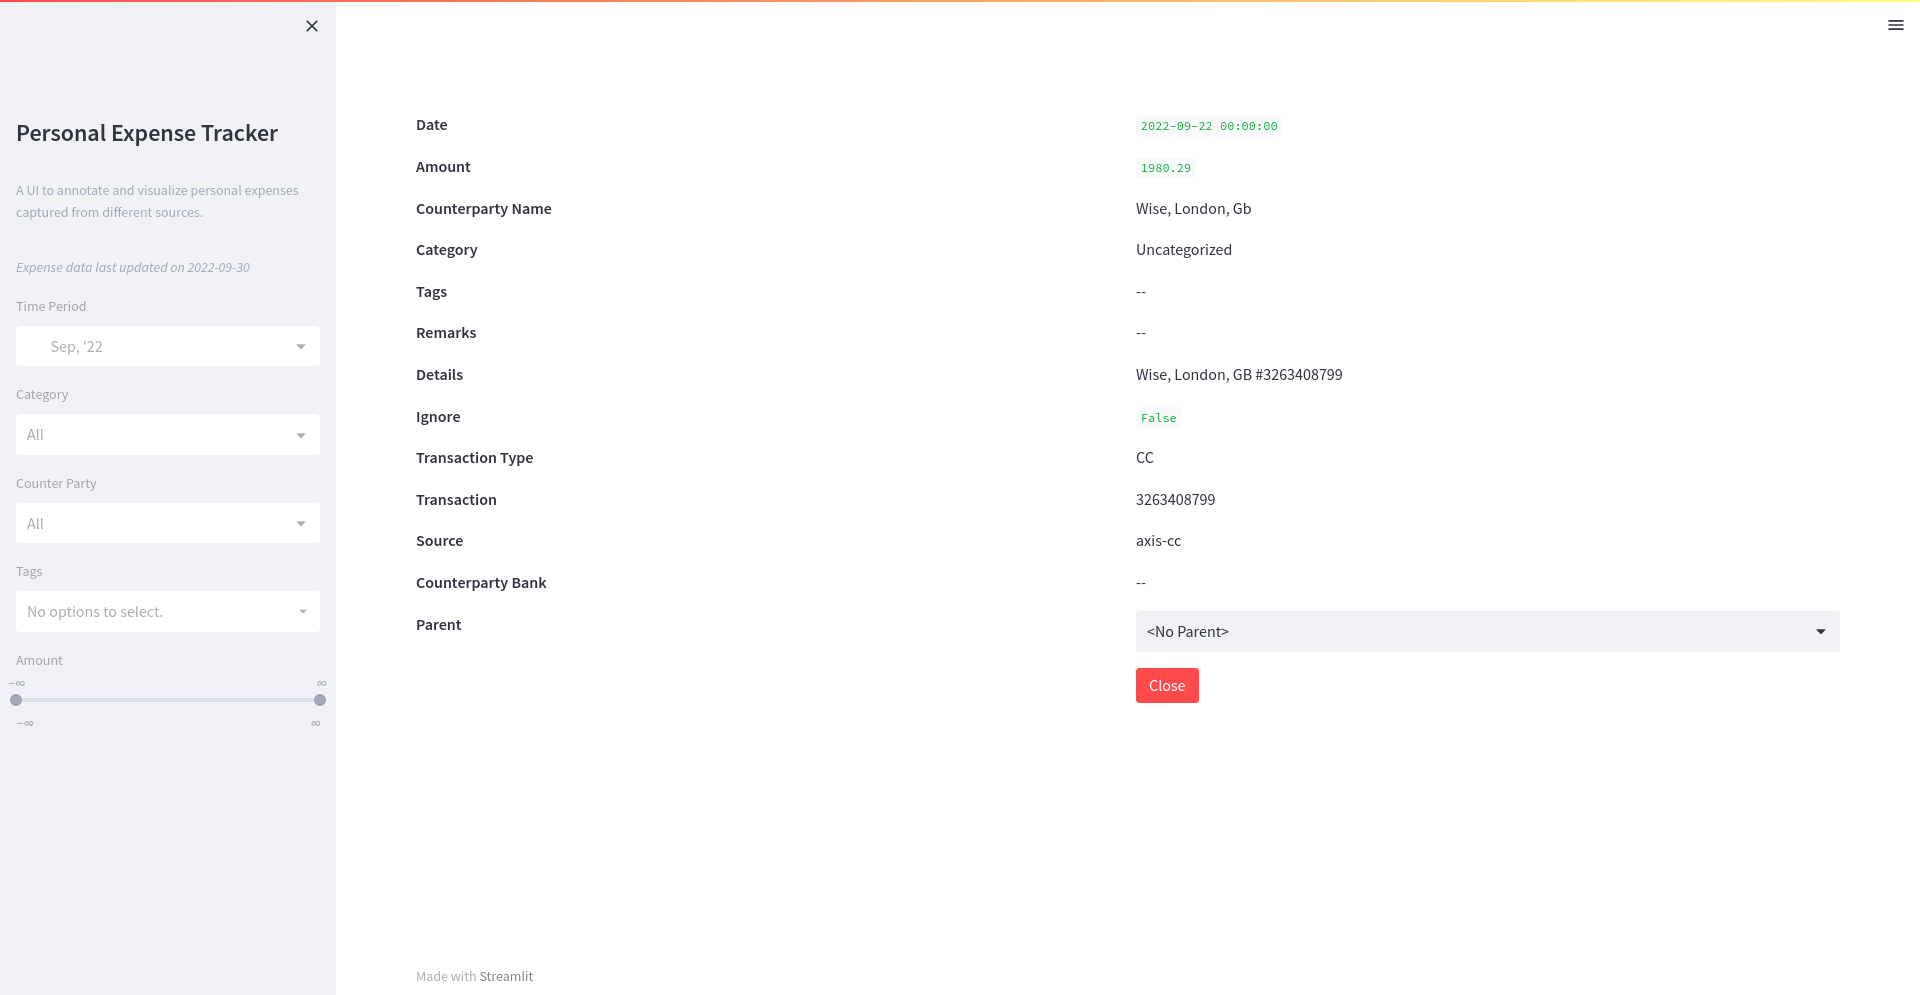 Personal Expense Tracker
A UI to annotate and visualize personal expenses
captured from different sources.
Expense data last updated on 2022-09-30
Time Period
Sep, '22
Category
All
Counter Party
All
Tags
No options to select.
Amount
−∞ ∞
−∞ ∞
Date 2022-09-22 00:00:00
Amount 1980.29
Counterparty Name Wise, London, Gb
Category Uncategorized
Tags --
Remarks --
Details Wise, London, GB #3263408799
Ignore False
Transaction Type CC
Transaction 3263408799
Source axis-cc
Counterparty Bank --
Parent <No Parent>
Close
Made with Streamlit